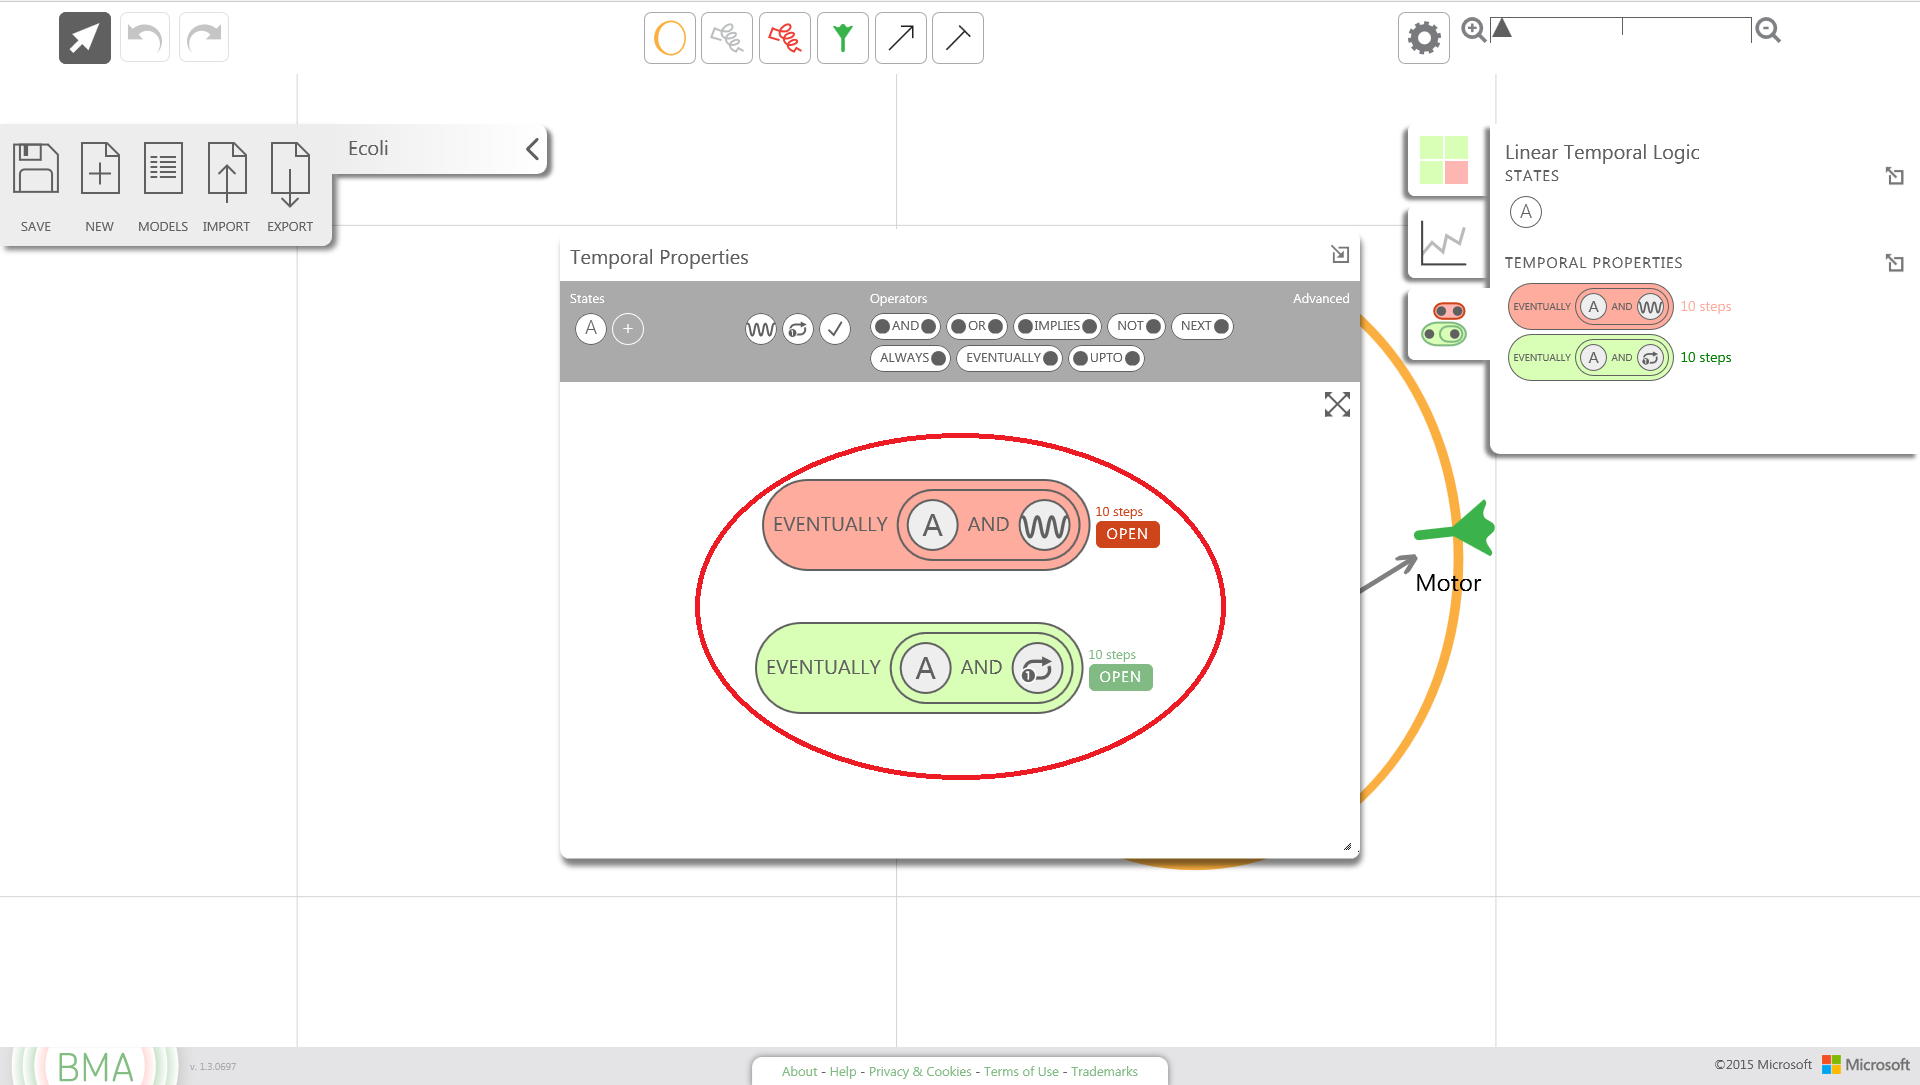 Ecoli
SAVE NEW MODELS IMPORT EXPORT
Linear Temporal Logic
STATES
A
TEMPORAL PROPERTIES
EVENTUALLY A AND 10 steps
EVENTUALLY A AND 1 10 steps
Temporal Properties
States Operators Advanced
A + 1 AND OR IMPLIES NOT NEXT
ALWAYS EVENTUALLY UPTO
EVENTUALLY A AND 10 steps
OPEN
EVENTUALLY A AND 1 10 steps
OPEN
Motor
BMA v. 1.3.0697
About - Help - Privacy & Cookies - Terms of Use - Trademarks
©2015 Microsoft Microsoft